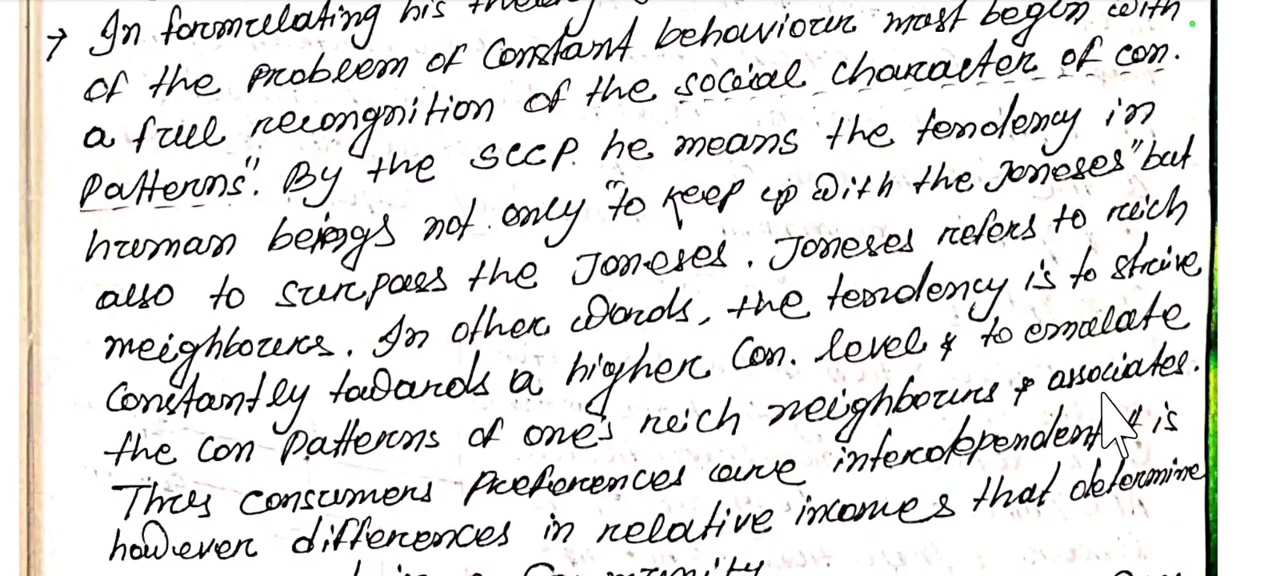 → In formulating his theory
of the problem of Constant behaviour must begin with
a full recongnition of the social character of con.
patterns". By the SCCP he means the tendency in
human beings not only "to keep up with the Joneses" but
also to surpass the Joneses. Joneses refers to reich
neighbours. In other words, the tendency is to strive
Constantly towards a higher Con. level & to emulate
the con patterns of one's reich neighbours & associates.
Thus consumers preferences are interdependent It is
however differences in relative incomes that determine
Community